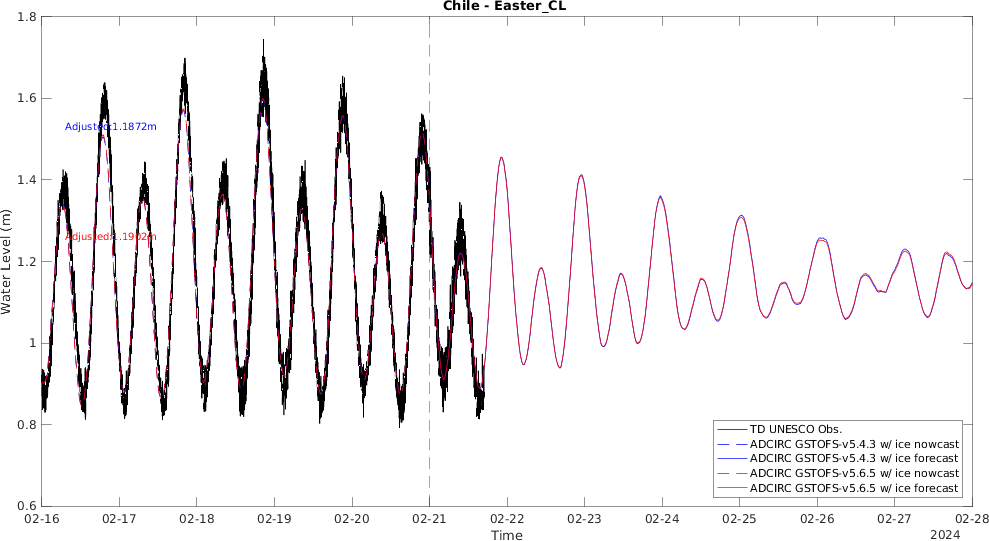 Chile - Easter_CL
Water Level (m)
1.8
1.6
1.4
1.2
1
0.8
0.6
Adjusted:1.1872m
Adjusted:1.1902m
TD UNESCO Obs.
ADCIRC GSTOFS-v5.4.3 w/ ice nowcast
ADCIRC GSTOFS-v5.4.3 w/ ice forecast
ADCIRC GSTOFS-v5.6.5 w/ ice nowcast
ADCIRC GSTOFS-v5.6.5 w/ ice forecast
02-16 02-17 02-18 02-19 02-20 02-21 02-22 02-23 02-24 02-25 02-26 02-27 02-28
Time
2024